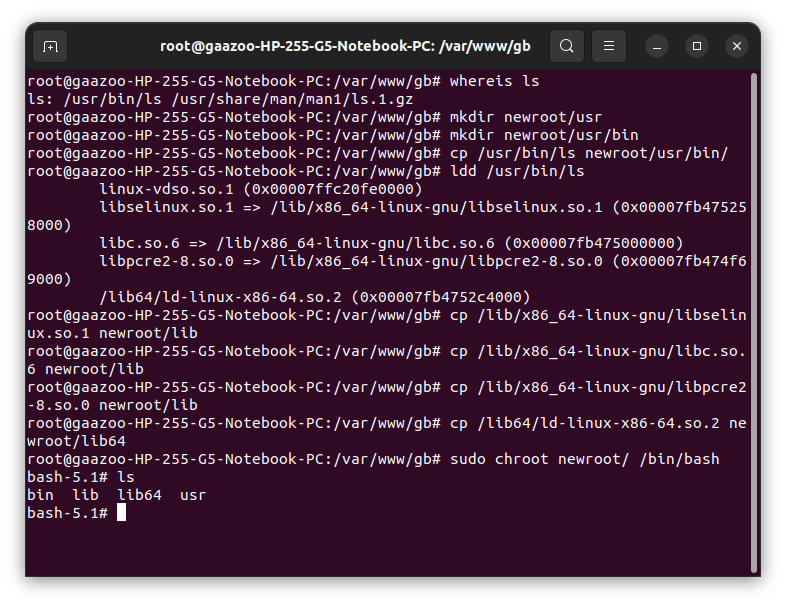 root@gaazoo-HP-255-G5-Notebook-PC: /var/www/gb
root@gaazoo-HP-255-G5-Notebook-PC:/var/www/gb# whereis ls
ls: /usr/bin/ls /usr/share/man/man1/ls.1.gz
root@gaazoo-HP-255-G5-Notebook-PC:/var/www/gb# mkdir newroot/usr
root@gaazoo-HP-255-G5-Notebook-PC:/var/www/gb# mkdir newroot/usr/bin
root@gaazoo-HP-255-G5-Notebook-PC:/var/www/gb# cp /usr/bin/ls newroot/usr/bin/
root@gaazoo-HP-255-G5-Notebook-PC:/var/www/gb# ldd /usr/bin/ls
        linux-vdso.so.1 (0x00007ffc20fe0000)
        libselinux.so.1 => /lib/x86_64-linux-gnu/libselinux.so.1 (0x00007fb47525
8000)
        libc.so.6 => /lib/x86_64-linux-gnu/libc.so.6 (0x00007fb475000000)
        libpcre2-8.so.0 => /lib/x86_64-linux-gnu/libpcre2-8.so.0 (0x00007fb474f6
9000)
        /lib64/ld-linux-x86-64.so.2 (0x00007fb4752c4000)
root@gaazoo-HP-255-G5-Notebook-PC:/var/www/gb# cp /lib/x86_64-linux-gnu/libselin
ux.so.1 newroot/lib
root@gaazoo-HP-255-G5-Notebook-PC:/var/www/gb# cp /lib/x86_64-linux-gnu/libc.so.
6 newroot/lib
root@gaazoo-HP-255-G5-Notebook-PC:/var/www/gb# cp /lib/x86_64-linux-gnu/libpcre2
-8.so.0 newroot/lib
root@gaazoo-HP-255-G5-Notebook-PC:/var/www/gb# cp /lib64/ld-linux-x86-64.so.2 ne
wroot/lib64
root@gaazoo-HP-255-G5-Notebook-PC:/var/www/gb# sudo chroot newroot/ /bin/bash
bash-5.1# ls
bin  lib  lib64  usr
bash-5.1#